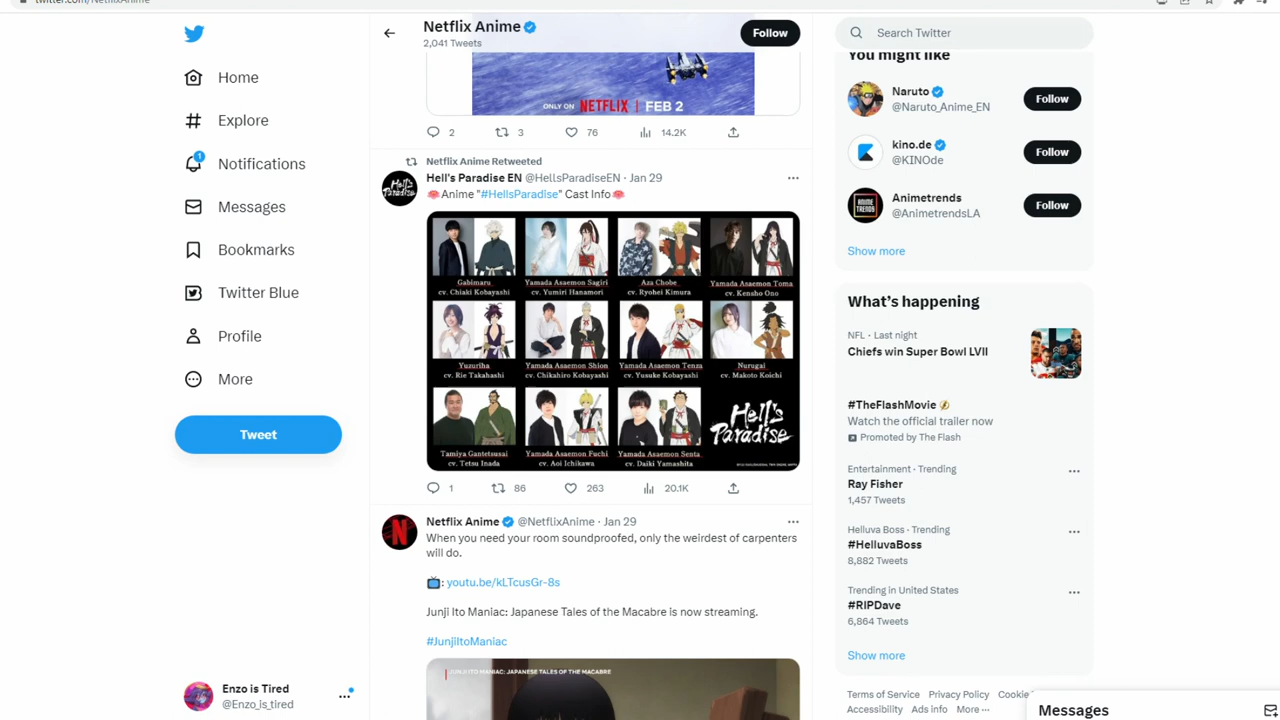 twitter.com/NetflixAnime
Home
Explore
1
Notifications
Messages
Bookmarks
Twitter Blue
Profile
More
Tweet
Enzo is Tired
@Enzo_is_tired
Netflix Anime
2,041 Tweets
Follow
ONLY ON NETFLIX | FEB 2
2 3 76 14.2K
Netflix Anime Retweeted
Hell's Paradise EN @HellsParadiseEN · Jan 29
Anime "#HellsParadise" Cast Info
Gabimaru
cv. Chiaki Kobayashi
Yamada Asaemon Sagiri
cv. Yumiri Hanamori
Aza Chobe
cv. Ryohei Kimura
Yamada Asaemon Toma
cv. Kensho Ono
Yuzuriha
cv. Rie Takahashi
Yamada Asaemon Shion
cv. Chikahiro Kobayashi
Yamada Asaemon Tenza
cv. Yusuke Kobayashi
Nurugai
cv. Makoto Koichi
Tamiya Gantetsusai
cv. Tetsu Inada
Yamada Asaemon Fuchi
cv. Aoi Ichikawa
Yamada Asaemon Senta
cv. Daiki Yamashita
Hell's
Paradise
1 86 263 20.1K
Netflix Anime @NetflixAnime · Jan 29
When you need your room soundproofed, only the weirdest of carpenters
will do.
: youtu.be/kLTcusGr-8s
Junji Ito Maniac: Japanese Tales of the Macabre is now streaming.
#JunjiItoManiac
JUNJI ITO MANIAC: JAPANESE TALES OF THE MACABRE
Search Twitter
You might like
Naruto
@Naruto_Anime_EN
Follow
kino.de
@KINOde
Follow
Animetrends
@AnimetrendsLA
Follow
Show more
What's happening
NFL · Last night
Chiefs win Super Bowl LVII
#TheFlashMovie
Watch the official trailer now
Promoted by The Flash
Entertainment · Trending
Ray Fisher
1,457 Tweets
Helluva Boss · Trending
#HelluvaBoss
8,882 Tweets
Trending in United States
#RIPDave
6,864 Tweets
Show more
Terms of Service Privacy Policy Cookie
Accessibility Ads info More ···
Messages